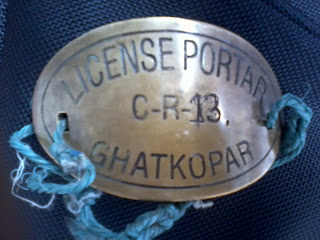 LICENSE PORTAR
C-R-13.
GHATKOPAR